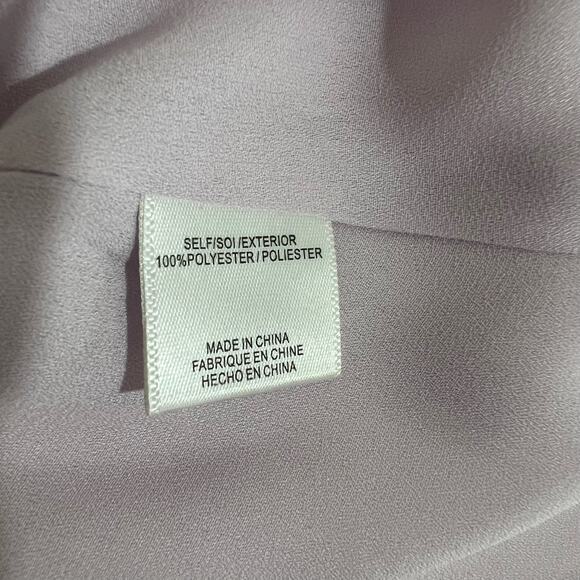 SELF/SOI/EXTERIOR
100%POLYESTER/POLIESTER
MADE IN CHINA
FABRIQUE EN CHINE
HECHO EN CHINA